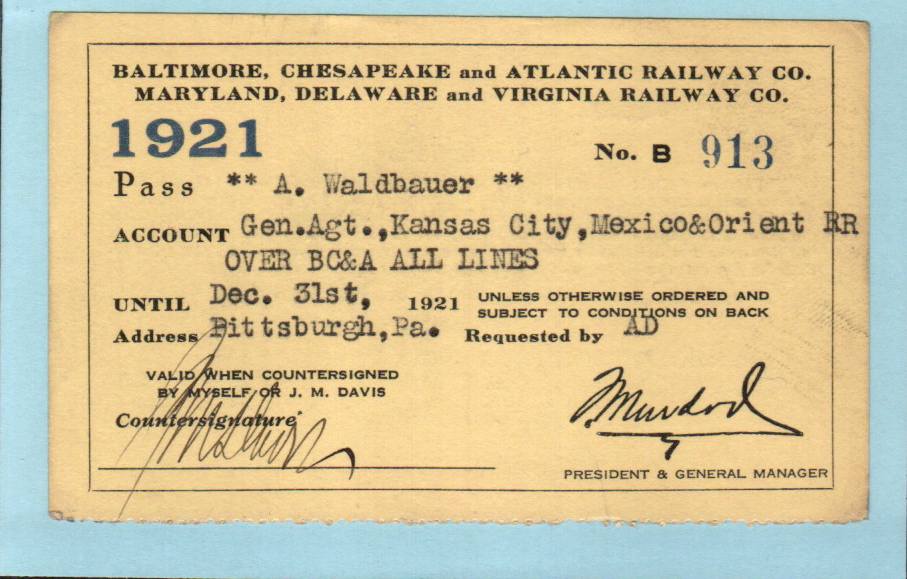 BALTIMORE, CHESAPEAKE and ATLANTIC RAILWAY CO.
MARYLAND, DELAWARE and VIRGINIA RAILWAY CO.
1921
No. B 913
Pass ** A. Waldbauer **
ACCOUNT Gen.Agt.,Kansas City,Mexico&Orient RR
OVER BC&A ALL LINES
UNTIL Dec. 31st, 1921 UNLESS OTHERWISE ORDERED AND
SUBJECT TO CONDITIONS ON BACK
Address Pittsburgh,Pa. Requested by AD
VALID WHEN COUNTERSIGNED
BY MYSELF OR J. M. DAVIS
Countersignature
PRESIDENT & GENERAL MANAGER